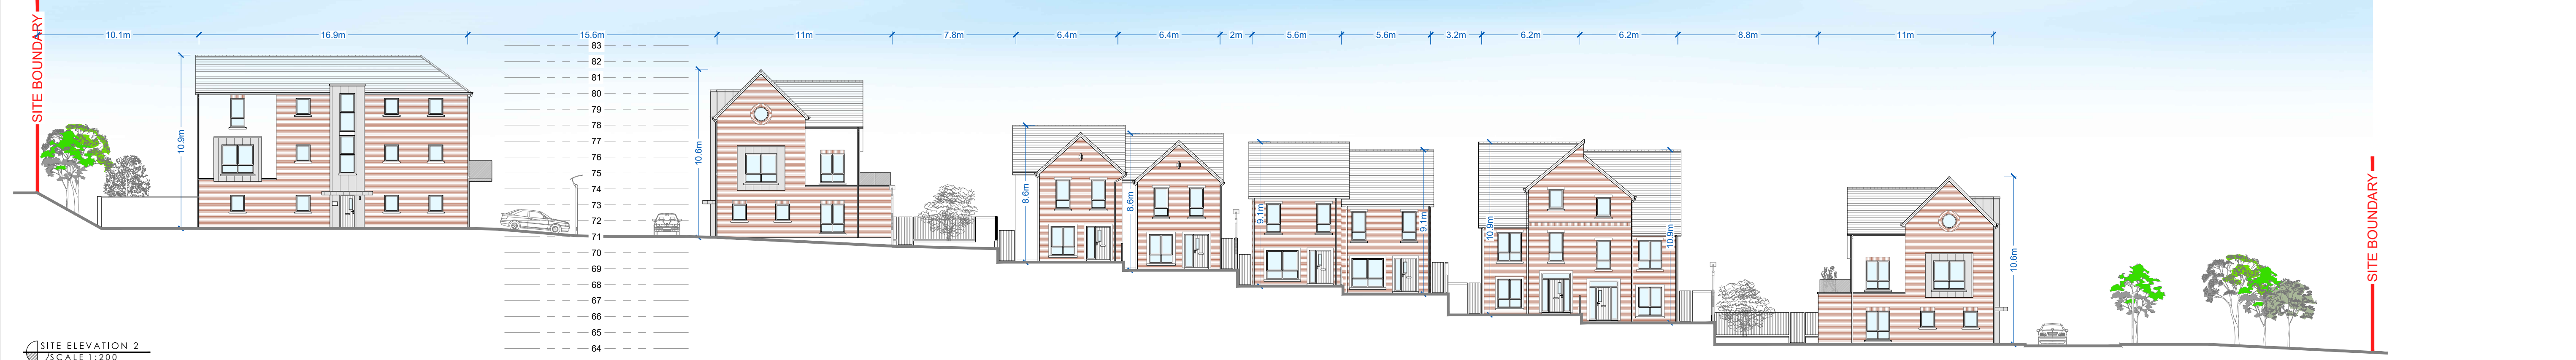 SITE BOUNDARY
10.1m 16.9m 15.6m 11m 7.8m 6.4m 6.4m 2m 5.6m 5.6m 3.2m 6.2m 6.2m 8.8m 11m
83
82
81
80
79
78
77
76
75
74
73
72
71
70
69
68
67
66
65
64
10.9m
10.6m
8.6m
8.6m
9.1m
9.1m
10.9m
10.9m
10.6m
SITE BOUNDARY
SITE ELEVATION 2
SCALE 1:200